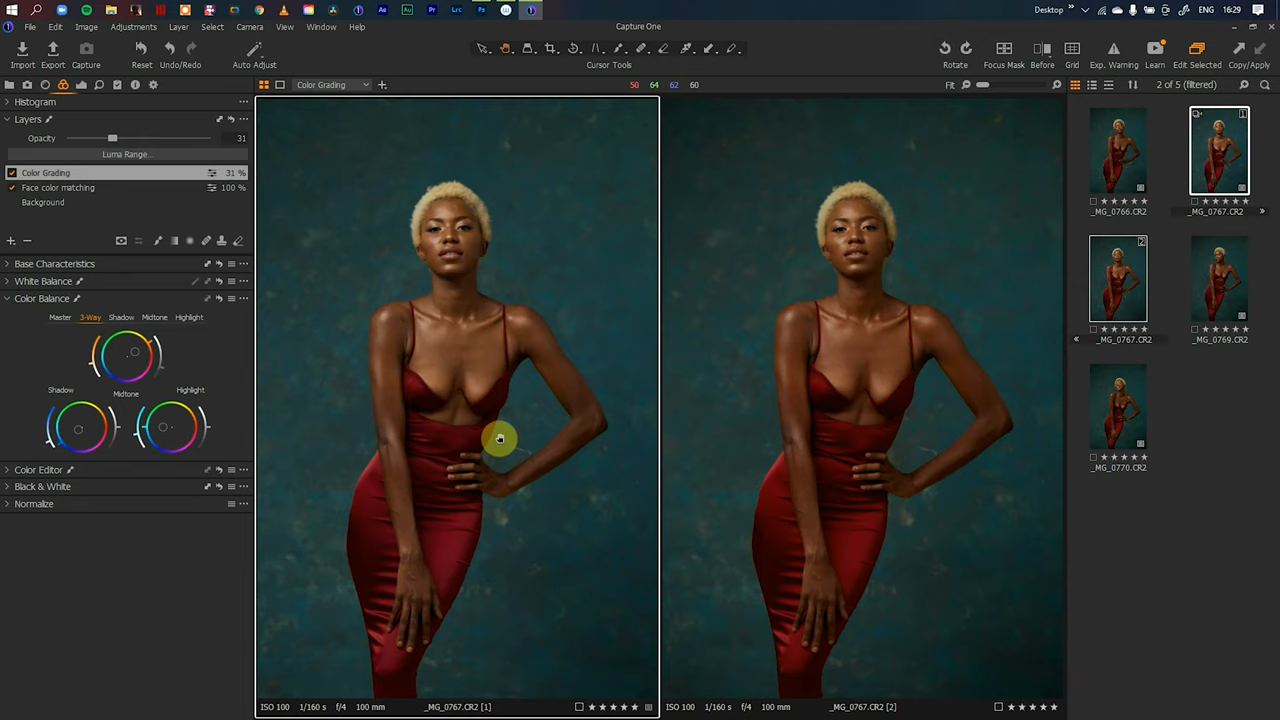 Desktop
ENG
16:29
File Edit Image Adjustments Layer Select Camera View Window Help
Capture One
Import Export Capture Reset Undo/Redo Auto Adjust Cursor Tools Rotate Focus Mask Before Grid Exp. Warning Learn Edit Selected Copy/Apply
Color Grading
50 64 62 60
Fit
2 of 5 (filtered)
Histogram
Layers
Opacity 31
Luma Range...
Color Grading 31 %
Face color matching 100 %
Background
Base Characteristics
White Balance
Color Balance
Master 3-Way Shadow Midtone Highlight
Shadow Midtone Highlight
Color Editor
Black & White
Normalize
ISO 100 1/160 s f/4 100 mm _MG_0767.CR2 [1]
ISO 100 1/160 s f/4 100 mm _MG_0767.CR2 [2]
1
_MG_0766.CR2 _MG_0767.CR2
2
_MG_0767.CR2 _MG_0769.CR2
_MG_0770.CR2